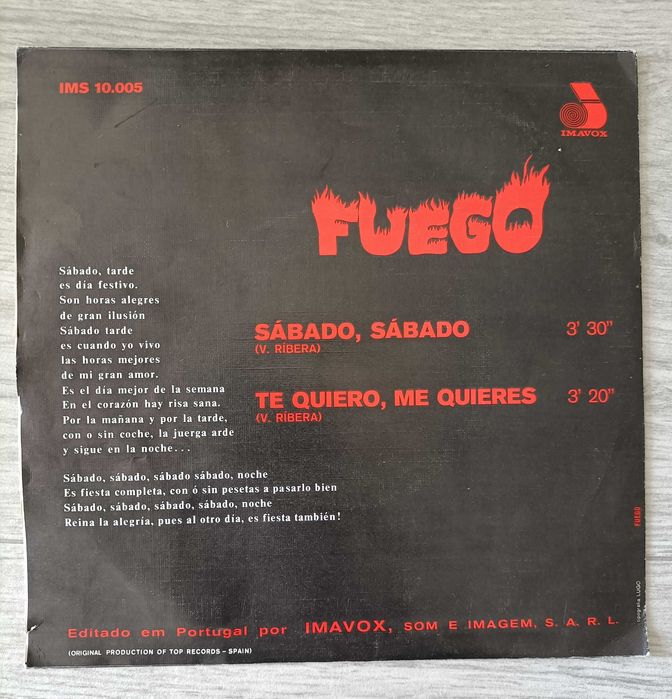 IMS 10.005
IMAVOX
FUEGO
Sábado, tarde
es día festivo.
Son horas alegres
de gran ilusión
Sábado tarde
es cuando yo vivo
las horas mejores
de mi gran amor.
Es el día mejor de la semana
En el corazón hay risa sana.
Por la mañana y por la tarde,
con o sin coche, la juerga arde
y sigue en la noche...
Sábado, sábado, sábado sábado, noche
Es fiesta completa, con ó sin pesetas a pasarlo bien
Sábado, sábado, sábado, sábado, noche
Reina la alegría, pues al otro día, es fiesta también!
SÁBADO, SÁBADO 3' 30"
(V. RÍBERA)
TE QUIERO, ME QUIERES 3' 20"
(V. RÍBERA)
FUEGO
tipografia LUGO
Editado em Portugal por IMAVOX, SOM E IMAGEM, S. A. R. L.
(ORIGINAL PRODUCTION OF TOP RECORDS – SPAIN)